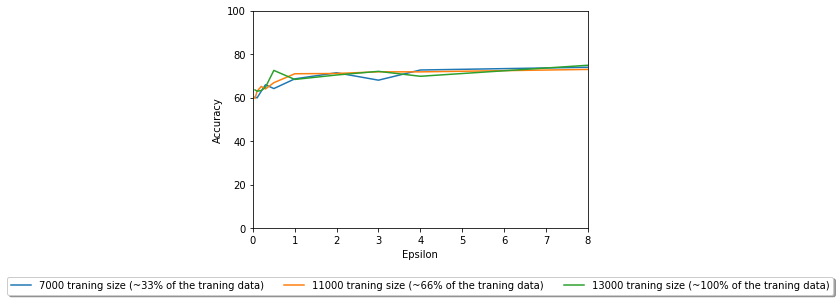 100
80
60
40
20
0
Accuracy
0 1 2 3 4 5 6 7 8
Epsilon
7000 traning size (~33% of the traning data) 11000 traning size (~66% of the traning data) 13000 traning size (~100% of the traning data)